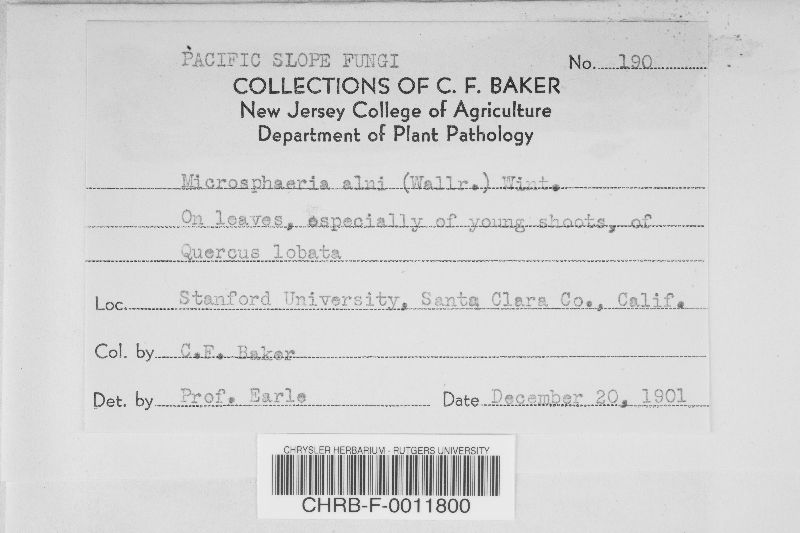 PACIFIC SLOPE FUNGI No. 190
COLLECTIONS OF C. F. BAKER
New Jersey College of Agriculture
Department of Plant Pathology
Microsphaeria alni (Wallr.) Wint.
On leaves, especially of young shoots, of
Quercus lobata
Loc. Stanford University, Santa Clara Co., Calif.
Col. by C.F. Baker
Det. by Prof. Earle Date December 20, 1901
CHRYSLER HERBARIUM - RUTGERS UNIVERSITY
CHRB-F-0011800